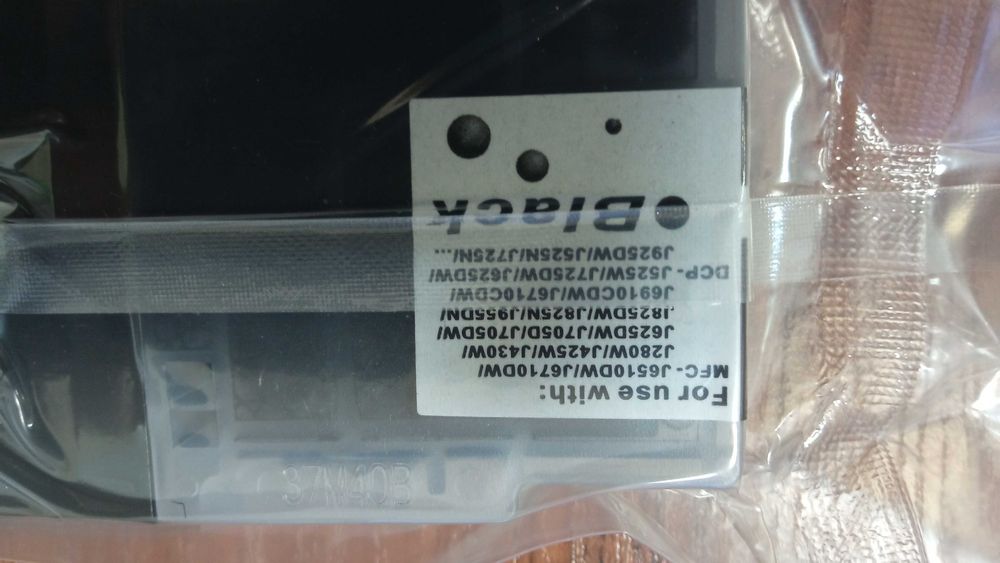 For use with:
MFC- J6510DW/J6710DW/
J280W/J425W/J430W/
J625DW/J705D/J705DW/
J825DW/J825N/J955DN/
J6910CDW/J6710CDW/
DCP- J525W/J725DW/J625DW/
J925DW/J525N/J725N/...
Black
37M40B